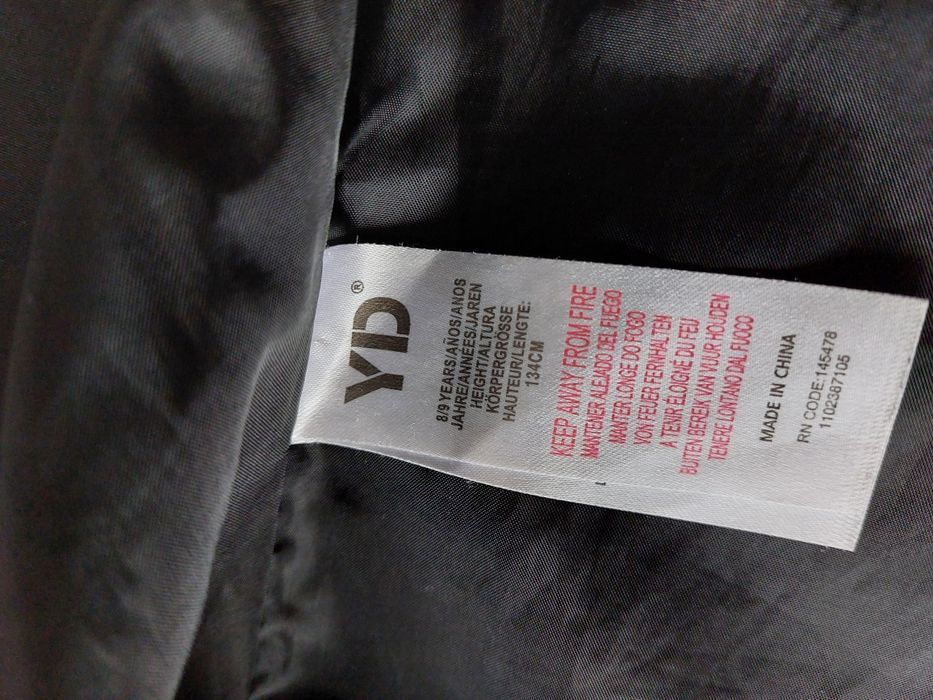 YD®
8/9 YEARS/AÑOS/ANOS
JAHRE/ANNÉES/JAREN
HEIGHT/ALTURA
KÖRPERGRÖSSE
HAUTEUR/LENGTE:
134CM
KEEP AWAY FROM FIRE
MANTENER ALEJADO DEL FUEGO
MANTER LONGE DO FOGO
VON FEUER FERNHALTEN
A TENIR ÉLOIGNÉ DU FEU
BUITEN BEREIK VAN VUUR HOUDEN
TENERE LONTANO DAL FUOCO
MADE IN CHINA
RN CODE:145478
1102387105